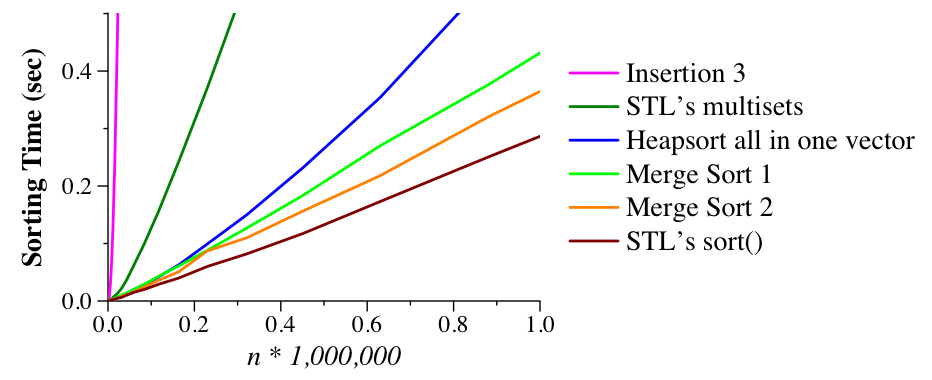 Sorting Time (sec)
0.4
0.2
0.0
0.0 0.2 0.4 0.6 0.8 1.0
n * 1,000,000
Insertion 3
STL's multisets
Heapsort all in one vector
Merge Sort 1
Merge Sort 2
STL's sort()